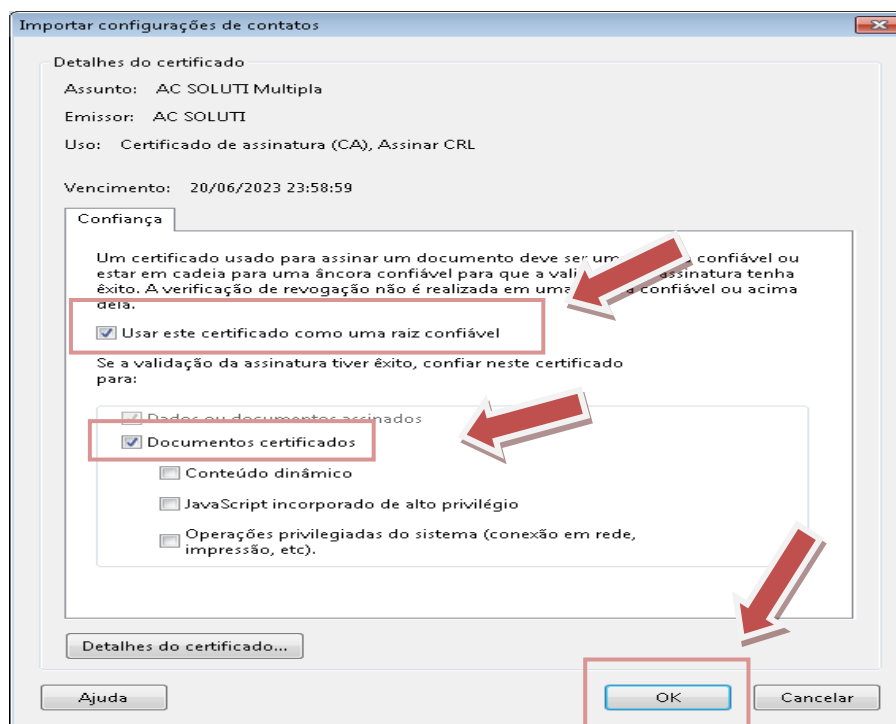 Importar configurações de contatos
Detalhes do certificado
Assunto: AC SOLUTI Multipla
Emissor: AC SOLUTI
Uso: Certificado de assinatura (CA), Assinar CRL
Vencimento: 20/06/2023 23:58:59
Confiança
Um certificado usado para assinar um documento deve ser um confiável ou
estar em cadeia para uma âncora confiável para que a assinatura tenha
êxito. A verificação de revogação não é realizada em uma confiável ou acima
dela.
Usar este certificado como uma raiz confiável
Se a validação da assinatura tiver êxito, confiar neste certificado
para:
Dados ou documentos assinados
Documentos certificados
Conteúdo dinâmico
JavaScript incorporado de alto privilégio
Operações privilegiadas do sistema (conexão em rede,
impressão, etc).
Detalhes do certificado...
Ajuda
OK
Cancelar